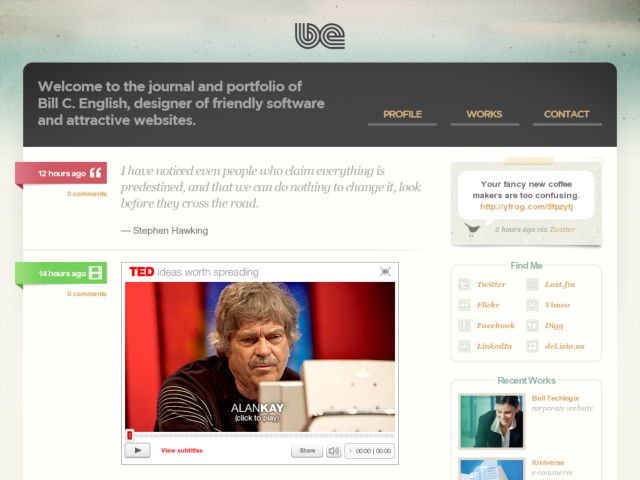 be
Welcome to the journal and portfolio of
Bill C. English, designer of friendly software
and attractive websites.
PROFILE
WORKS
CONTACT
12 hours ago
0 comments
I have noticed even people who claim everything is
predestined, and that we can do nothing to change it, look
before they cross the road.
— Stephen Hawking
Your fancy new coffee
makers are too confusing.
http://yfrog.com/5fpzytj
2 hours ago via Twitter
14 hours ago
0 comments
TED Ideas worth spreading
ALANKAY
(click to play)
View subtitles
Share
00:00 | 00:00
Find Me
Twitter
Last.fm
Flickr
Vimeo
Facebook
Digg
LinkedIn
del.icio.us
Recent Works
Bell Techlogix
corporate website
iUniverse
e-commerce